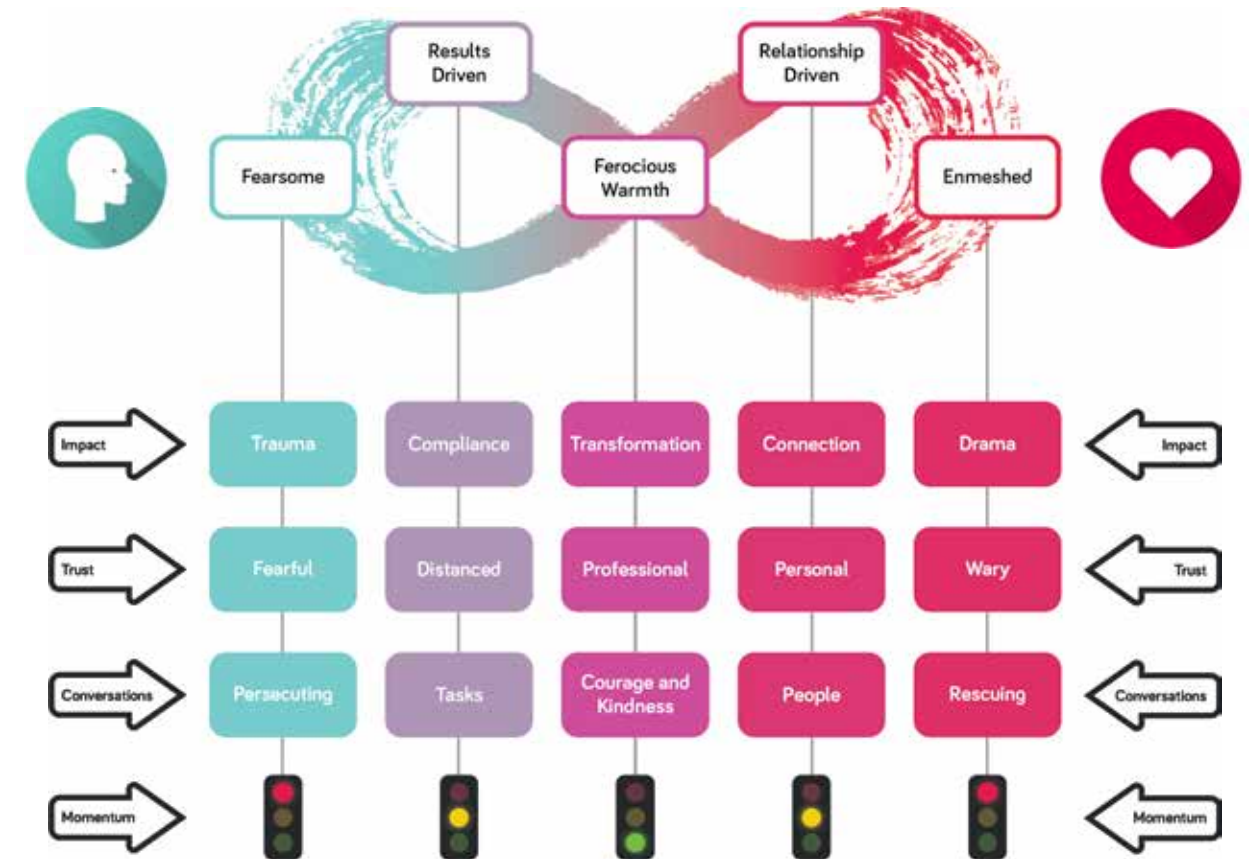 Results
Driven
Relationship
Driven
Fearsome
Ferocious
Warmth
Enmeshed
Impact
Trauma
Compliance
Transformation
Connection
Drama
Impact
Trust
Fearful
Distanced
Professional
Personal
Wary
Trust
Conversations
Persecuting
Tasks
Courage and
Kindness
People
Rescuing
Conversations
Momentum
Momentum